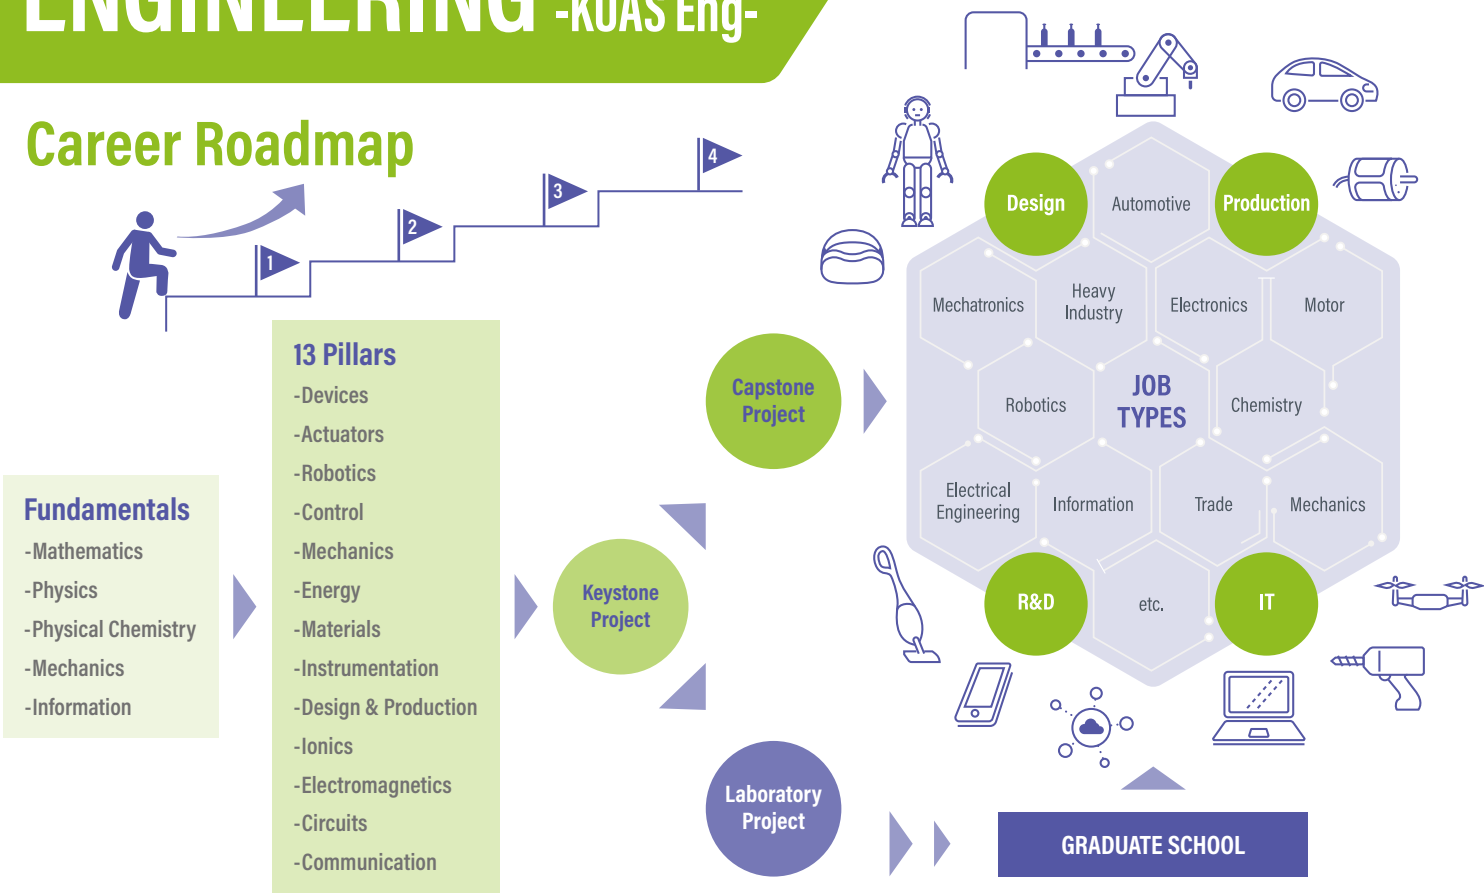 ENGINEERING -KUAS Eng-
Career Roadmap
1
2
3
4
Fundamentals
-Mathematics
-Physics
-Physical Chemistry
-Mechanics
-Information
13 Pillars
-Devices
-Actuators
-Robotics
-Control
-Mechanics
-Energy
-Materials
-Instrumentation
-Design & Production
-Ionics
-Electromagnetics
-Circuits
-Communication
Keystone
Project
Capstone
Project
Laboratory
Project
Design
Automotive
Production
Mechatronics
Heavy
Industry
Electronics
Motor
Robotics
JOB
TYPES
Chemistry
Electrical
Engineering
Information
Trade
Mechanics
R&D
etc.
IT
GRADUATE SCHOOL